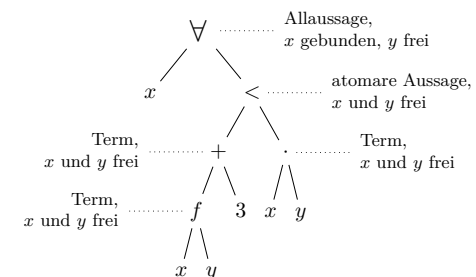 ∀
Allaussage,
x gebunden, y frei
x
<
atomare Aussage,
x und y frei
Term,
x und y frei
+
·
Term,
x und y frei
Term,
x und y frei
f 3 x y
x y